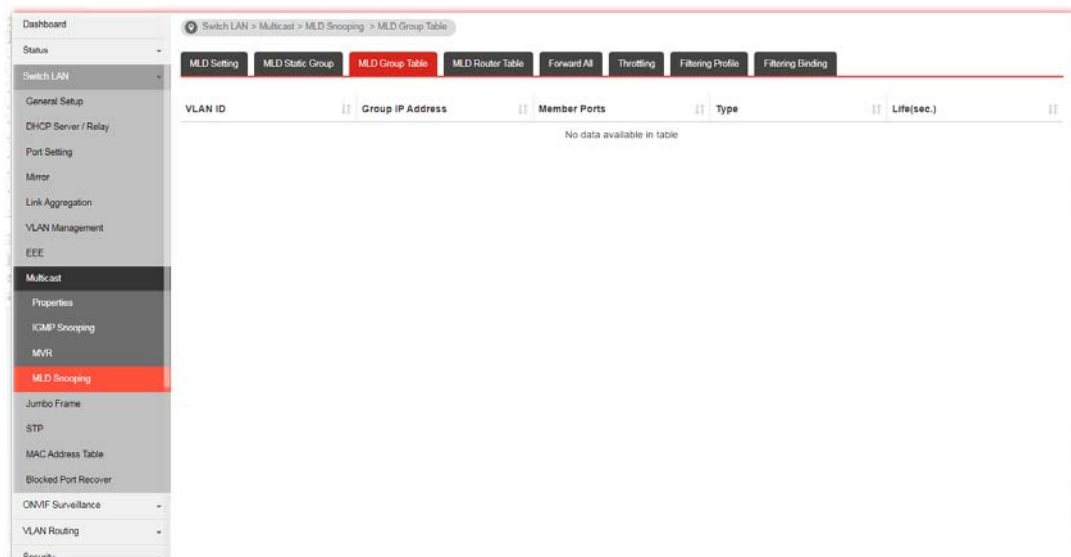 Dashboard
Switch LAN > Multicast > MLD Snooping > MLD Group Table
Status
MLD Setting MLD Static Group MLD Group Table MLD Router Table Forward All Throttling Filtering Profile Filtering Binding
Switch LAN
General Setup
VLAN ID Group IP Address Member Ports Type Life(sec.)
DHCP Server / Relay
No data available in table
Port Setting
Mirror
Link Aggregation
VLAN Management
EEE
Multicast
Properties
IGMP Snooping
MVR
MLD Snooping
Jumbo Frame
STP
MAC Address Table
Blocked Port Recover
ONVIF Surveillance
VLAN Routing
Security